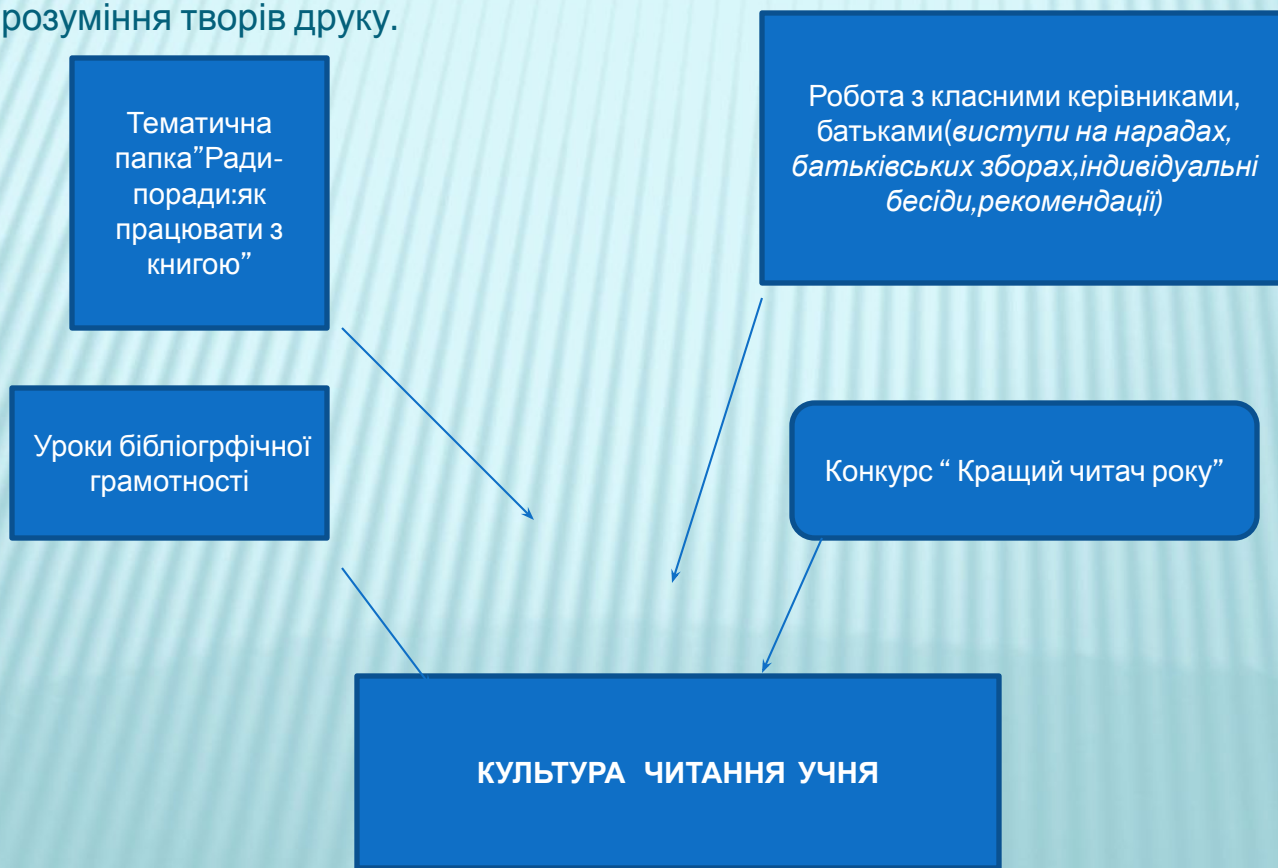 розуміння творів друку.
Тематична
папка”Ради-
поради:як
працювати з
книгою”
Робота з класними керівниками,
батьками(виступи на нарадах,
батьківських зборах,індивідуальні
бесіди,рекомендації)
Уроки бібліогрфічної
грамотності
Конкурс “ Кращий читач року”
КУЛЬТУРА ЧИТАННЯ УЧНЯ